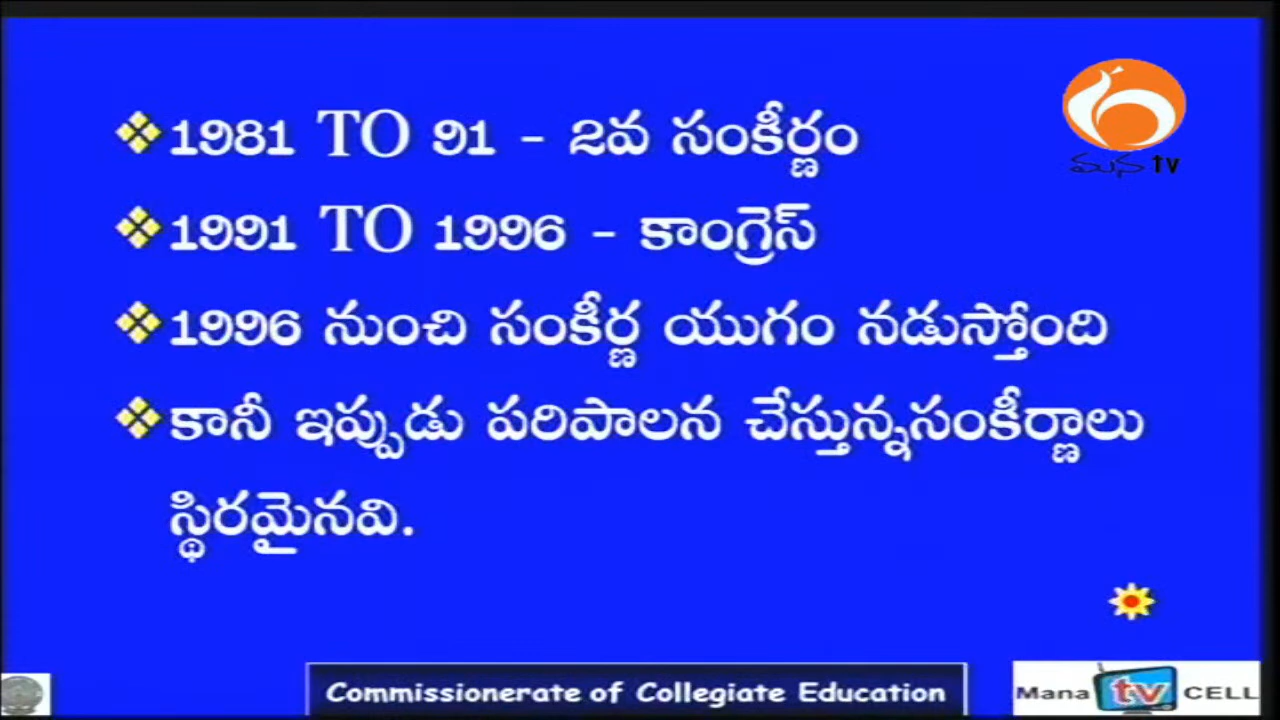 మన tv
1981 TO 91 - 2వ సంకీర్ణం
1991 TO 1996 - కాంగ్రెస్
1996 నుంచి సంకీర్ణ యుగం నడుస్తోంది
కానీ ఇప్పుడు పరిపాలన చేస్తున్నసంకీర్ణాలు
స్థిరమైనవి.
Commissionerate of Collegiate Education
Mana tv CELL